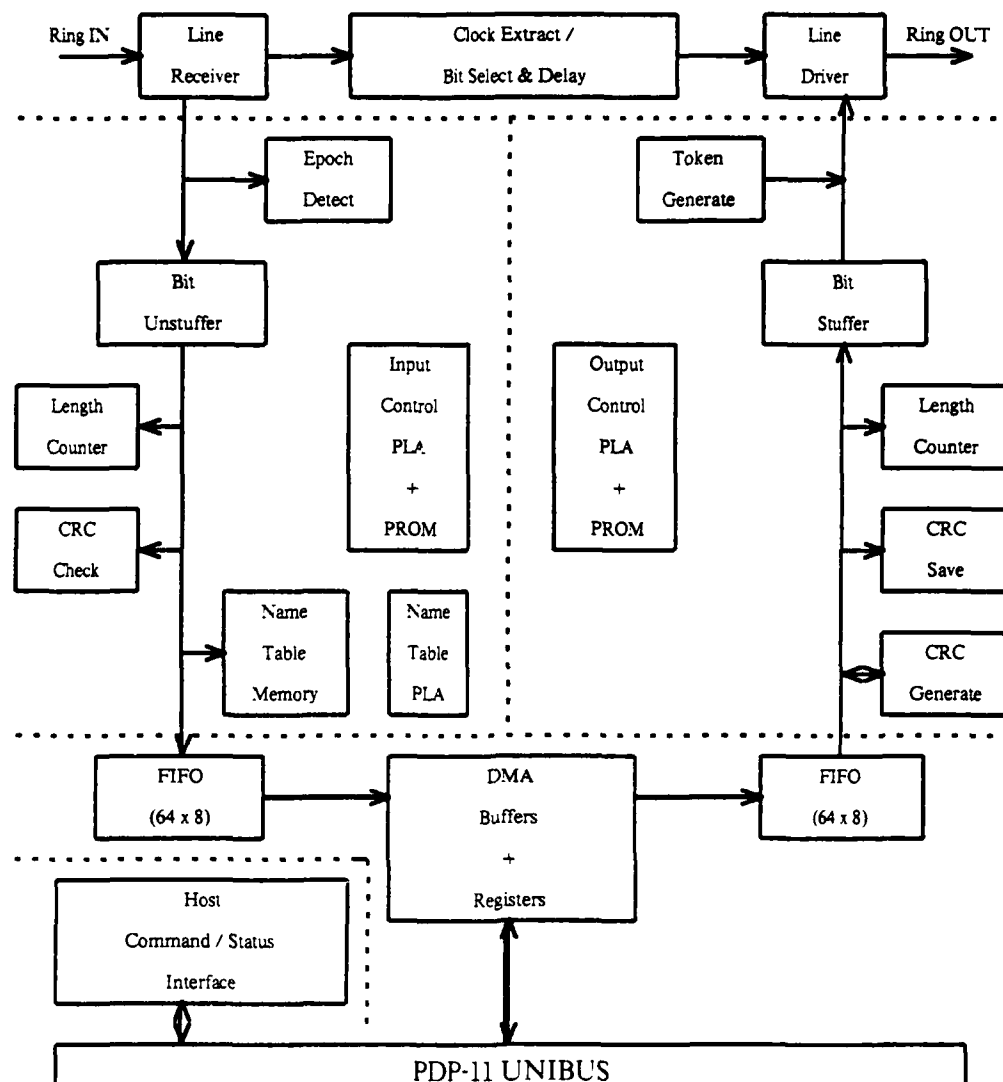 Ring IN
Line
Receiver
Clock Extract /
Bit Select & Delay
Line
Driver
Ring OUT
Epoch
Detect
Token
Generate
Bit
Unstuffer
Bit
Stuffer
Input
Control
PLA
+
PROM
Output
Control
PLA
+
PROM
Length
Counter
Length
Counter
CRC
Check
CRC
Save
Name
Table
Memory
Name
Table
PLA
CRC
Generate
FIFO
(64 x 8)
DMA
Buffers
+
Registers
FIFO
(64 x 8)
Host
Command / Status
Interface
PDP-11 UNIBUS